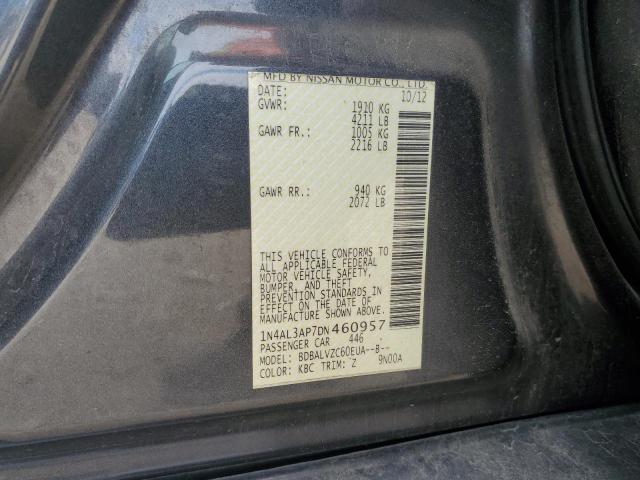 MFD BY NISSAN MOTOR CO., LTD.
DATE: 10/12
GVWR: 1910 KG
4211 LB
GAWR FR.: 1005 KG
2216 LB
GAWR RR.: 940 KG
2072 LB
THIS VEHICLE CONFORMS TO
ALL APPLICABLE FEDERAL
MOTOR VEHICLE SAFETY,
BUMPER, AND THEFT
PREVENTION STANDARDS IN
EFFECT ON THE DATE OF
MANUFACTURE SHOWN ABOVE
1N4AL3AP7DN460957
PASSENGER CAR 446
MODEL: BDBALVZC60EUA--B--
COLOR: KBC TRIM: Z 9N00A